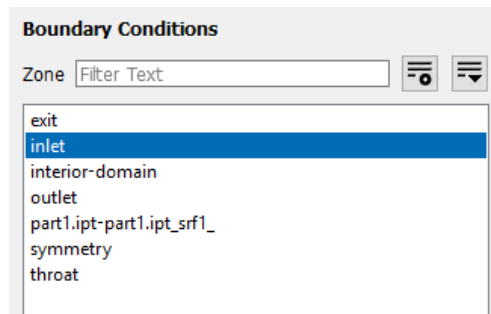 Boundary Conditions
Zone Filter Text
exit
inlet
interior-domain
outlet
part1.ipt-part1.ipt_srf1_
symmetry
throat